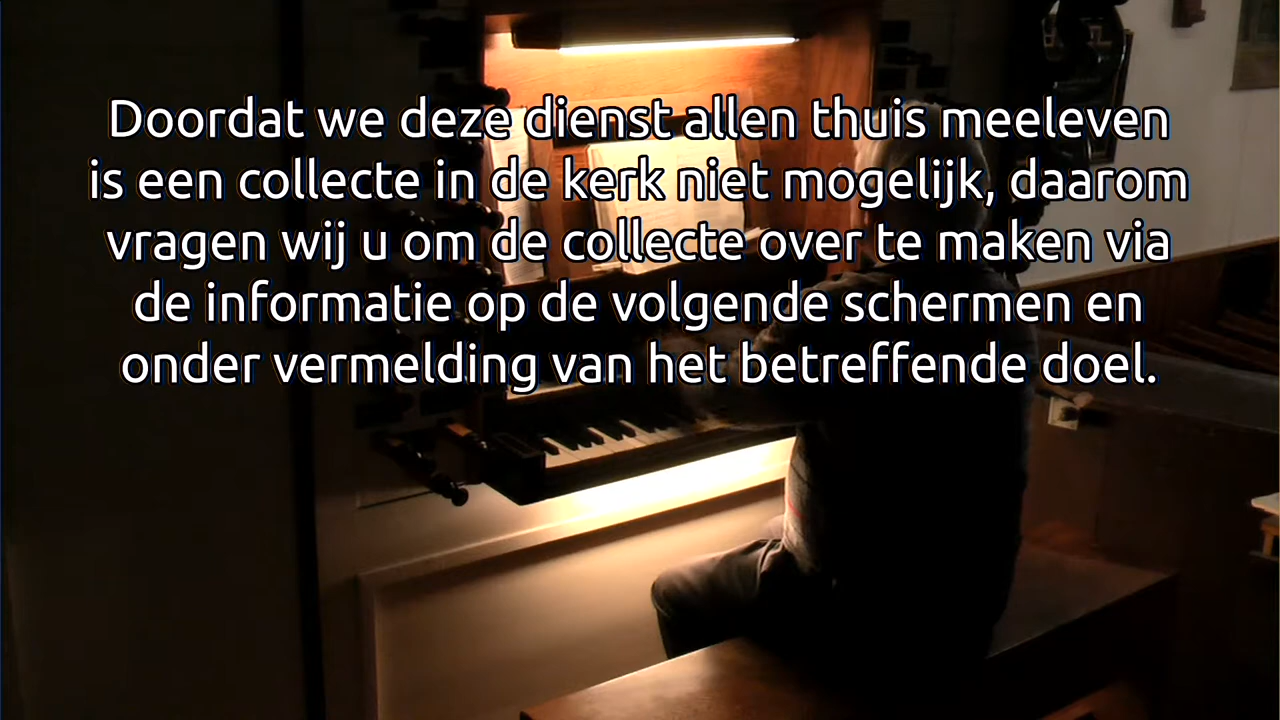 Doordat we deze dienst allen thuis meeleven
is een collecte in de kerk niet mogelijk, daarom
vragen wij u om de collecte over te maken via
de informatie op de volgende schermen en
onder vermelding van het betreffende doel.